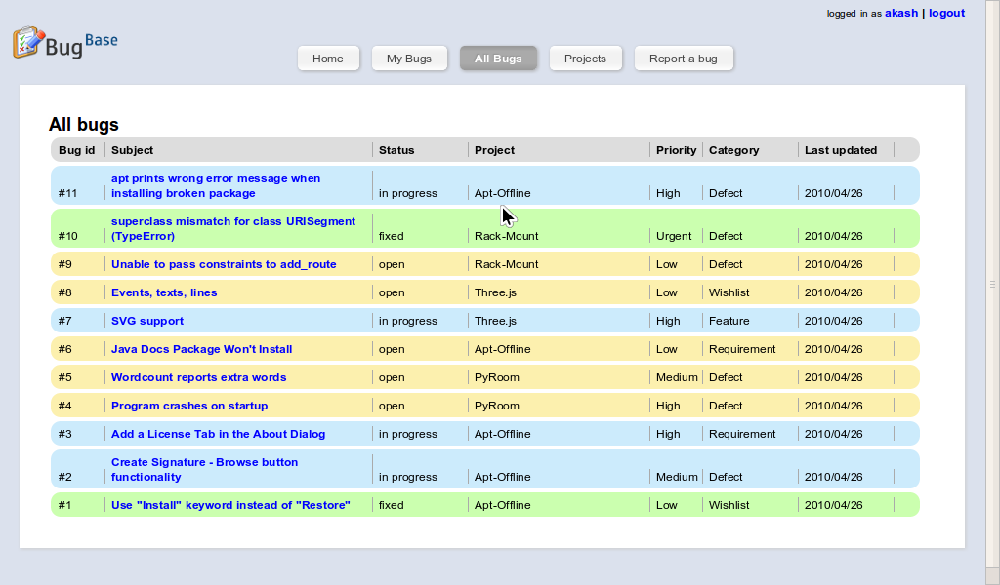 logged in as akash | logout
BugBase
Home My Bugs All Bugs Projects Report a bug
All bugs
Bug id Subject Status Project Priority Category Last updated
apt prints wrong error message when
#11 installing broken package in progress Apt-Offline High Defect 2010/04/26
superclass mismatch for class URISegment
#10 (TypeError) fixed Rack-Mount Urgent Defect 2010/04/26
#9 Unable to pass constraints to add_route open Rack-Mount Low Defect 2010/04/26
#8 Events, texts, lines open Three.js Low Wishlist 2010/04/26
#7 SVG support in progress Three.js High Feature 2010/04/26
#6 Java Docs Package Won't Install open Apt-Offline Low Requirement 2010/04/26
#5 Wordcount reports extra words open PyRoom Medium Defect 2010/04/26
#4 Program crashes on startup open PyRoom High Defect 2010/04/26
#3 Add a License Tab in the About Dialog in progress Apt-Offline High Requirement 2010/04/26
Create Signature - Browse button
#2 functionality in progress Apt-Offline Medium Defect 2010/04/26
#1 Use "Install" keyword instead of "Restore" fixed Apt-Offline Low Wishlist 2010/04/26